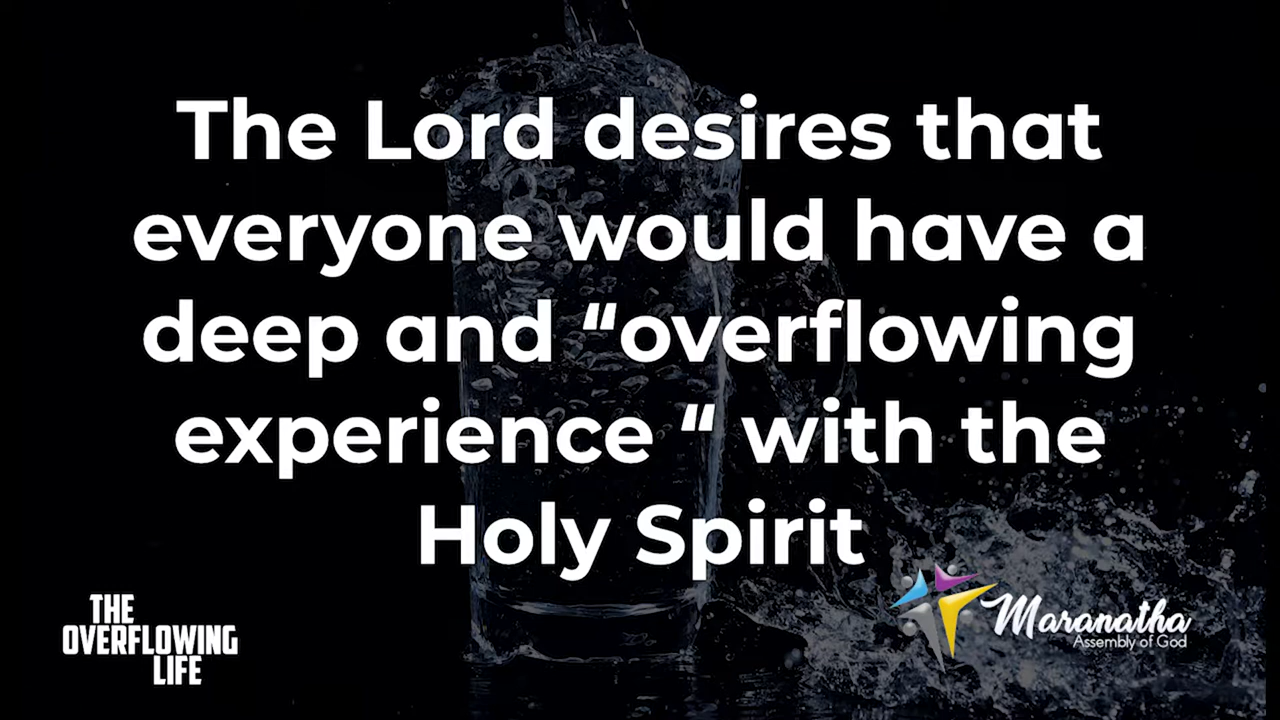 The Lord desires that
everyone would have a
deep and “overflowing
experience “ with the
Holy Spirit
THE
OVERFLOWING
LIFE
Maranatha
Assembly of God